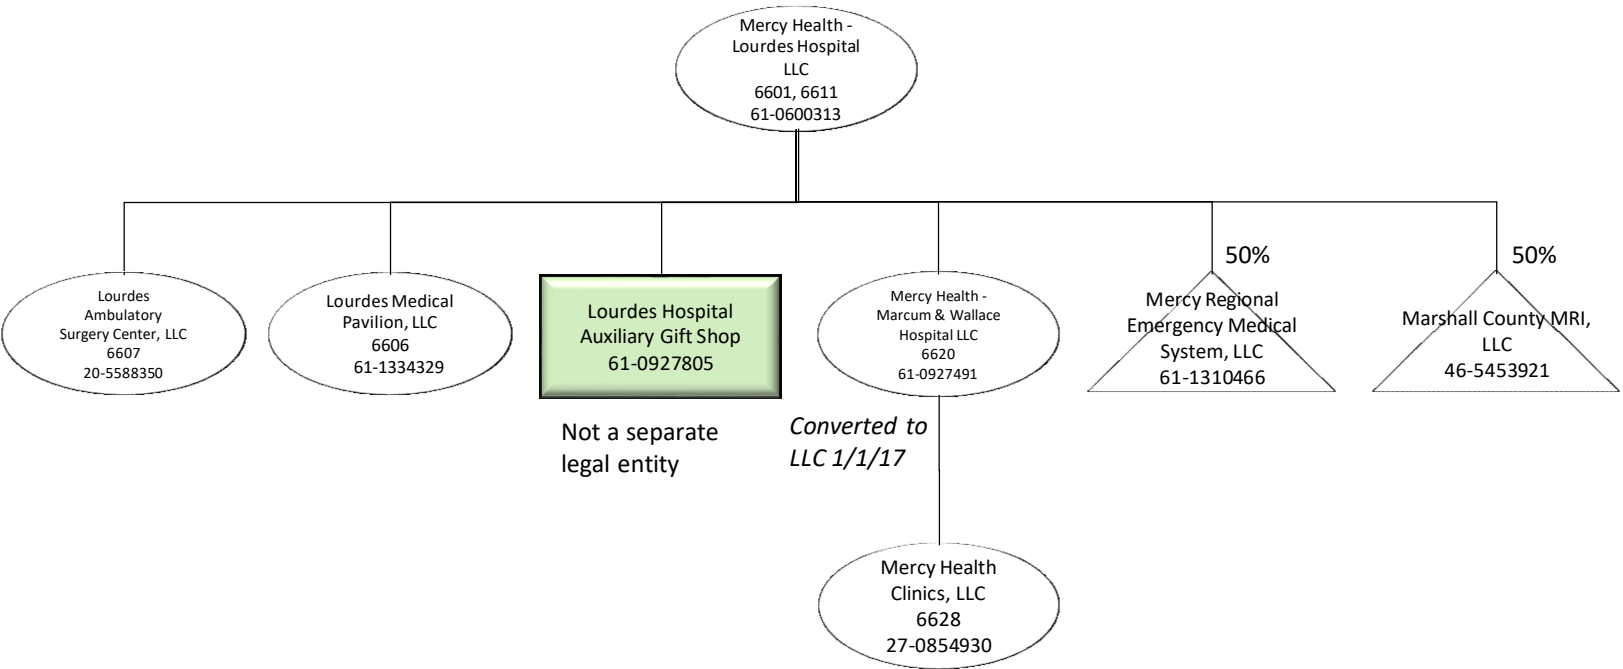 Mercy Health -
Lourdes Hospital
LLC
6601, 6611
61-0600313
50%
50%
Lourdes
Ambulatory
Surgery Center, LLC
6607
20-5588350
Lourdes Medical
Pavilion, LLC
6606
61-1334329
Lourdes Hospital
Auxiliary Gift Shop
61-0927805
Not a separate
legal entity
Mercy Health -
Marcum & Wallace
Hospital LLC
6620
61-0927491
Converted to
LLC 1/1/17
Mercy Regional
Emergency Medical
System, LLC
61-1310466
Marshall County MRI,
LLC
46-5453921
Mercy Health
Clinics, LLC
6628
27-0854930